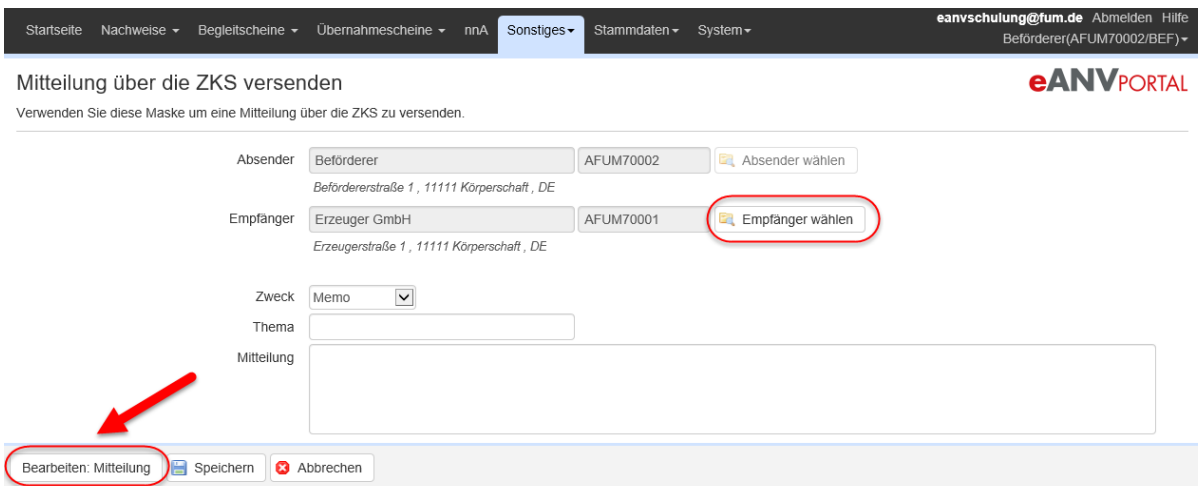 eanvschulung@fum.de Abmelden Hilfe
Startseite Nachweise Begleitscheine Übernahmescheine nnA Sonstiges Stammdaten System
Beförderer(AFUM70002/BEF)
Mitteilung über die ZKS versenden
eANVPORTAL
Verwenden Sie diese Maske um eine Mitteilung über die ZKS zu versenden.
Absender Beförderer AFUM70002 Absender wählen
Befördererstraße 1 , 11111 Körperschaft , DE
Empfänger Erzeuger GmbH AFUM70001 Empfänger wählen
Erzeugerstraße 1 , 11111 Körperschaft , DE
Zweck Memo
Thema
Mitteilung
Bearbeiten: Mitteilung Speichern Abbrechen